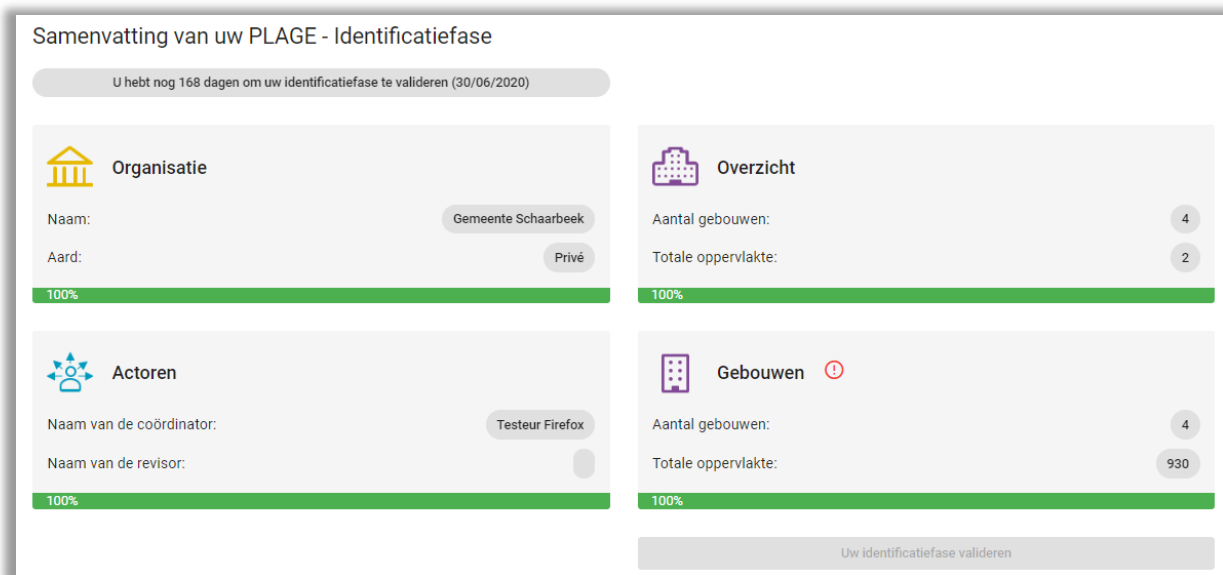 Samenvatting van uw PLAGE - Identificatiefase
U hebt nog 168 dagen om uw identificatiefase te valideren (30/06/2020)
Organisatie
Naam: Gemeente Schaarbeek
Aard: Privé
100%
Overzicht
Aantal gebouwen: 4
Totale oppervlakte: 2
100%
Actoren
Naam van de coördinator: Testeur Firefox
Naam van de revisor:
100%
Gebouwen
Aantal gebouwen: 4
Totale oppervlakte: 930
100%
Uw identificatiefase valideren